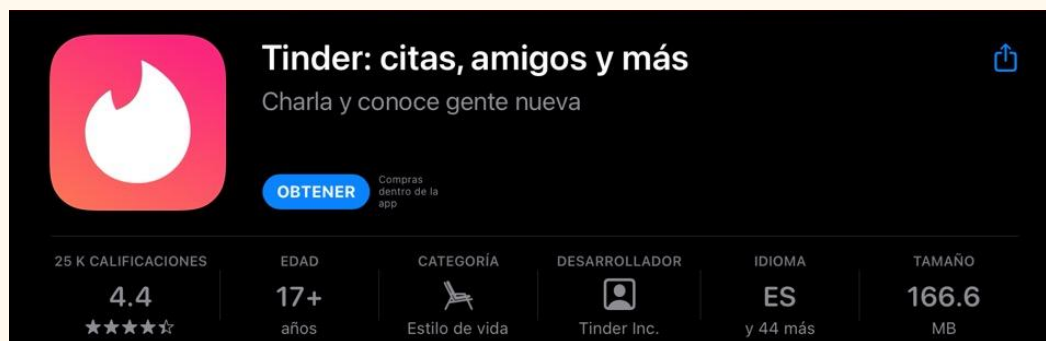 Tinder: citas, amigos y más
Charla y conoce gente nueva
OBTENER
Compras
dentro de la
app
25 K CALIFICACIONES
4.4
EDAD
17+
años
CATEGORÍA
Estilo de vida
DESARROLLADOR
Tinder Inc.
IDIOMA
ES
y 44 más
TAMAÑO
166.6
MB